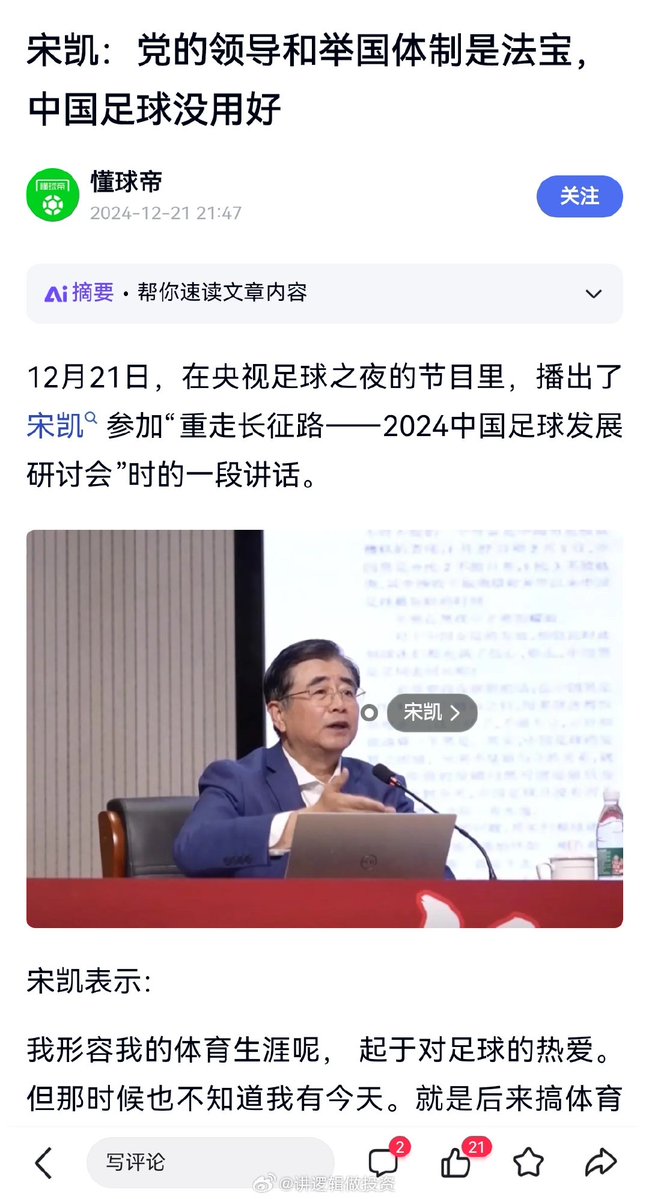 宋凯：党的领导和举国体制是法宝，
中国足球没用好
懂球帝
懂球帝
2024-12-21 21:47
关注
Ai摘要·帮你速读文章内容
12月21日，在央视足球之夜的节目里，播出了
宋凯 参加“重走长征路——2024中国足球发展
研讨会”时的一段讲话。
宋凯 >
宋凯表示：
我形容我的体育生涯呢， 起于对足球的热爱。
但那时候也不知道我有今天。就是后来搞体育
写评论
2
21
@讲逻辑做投资